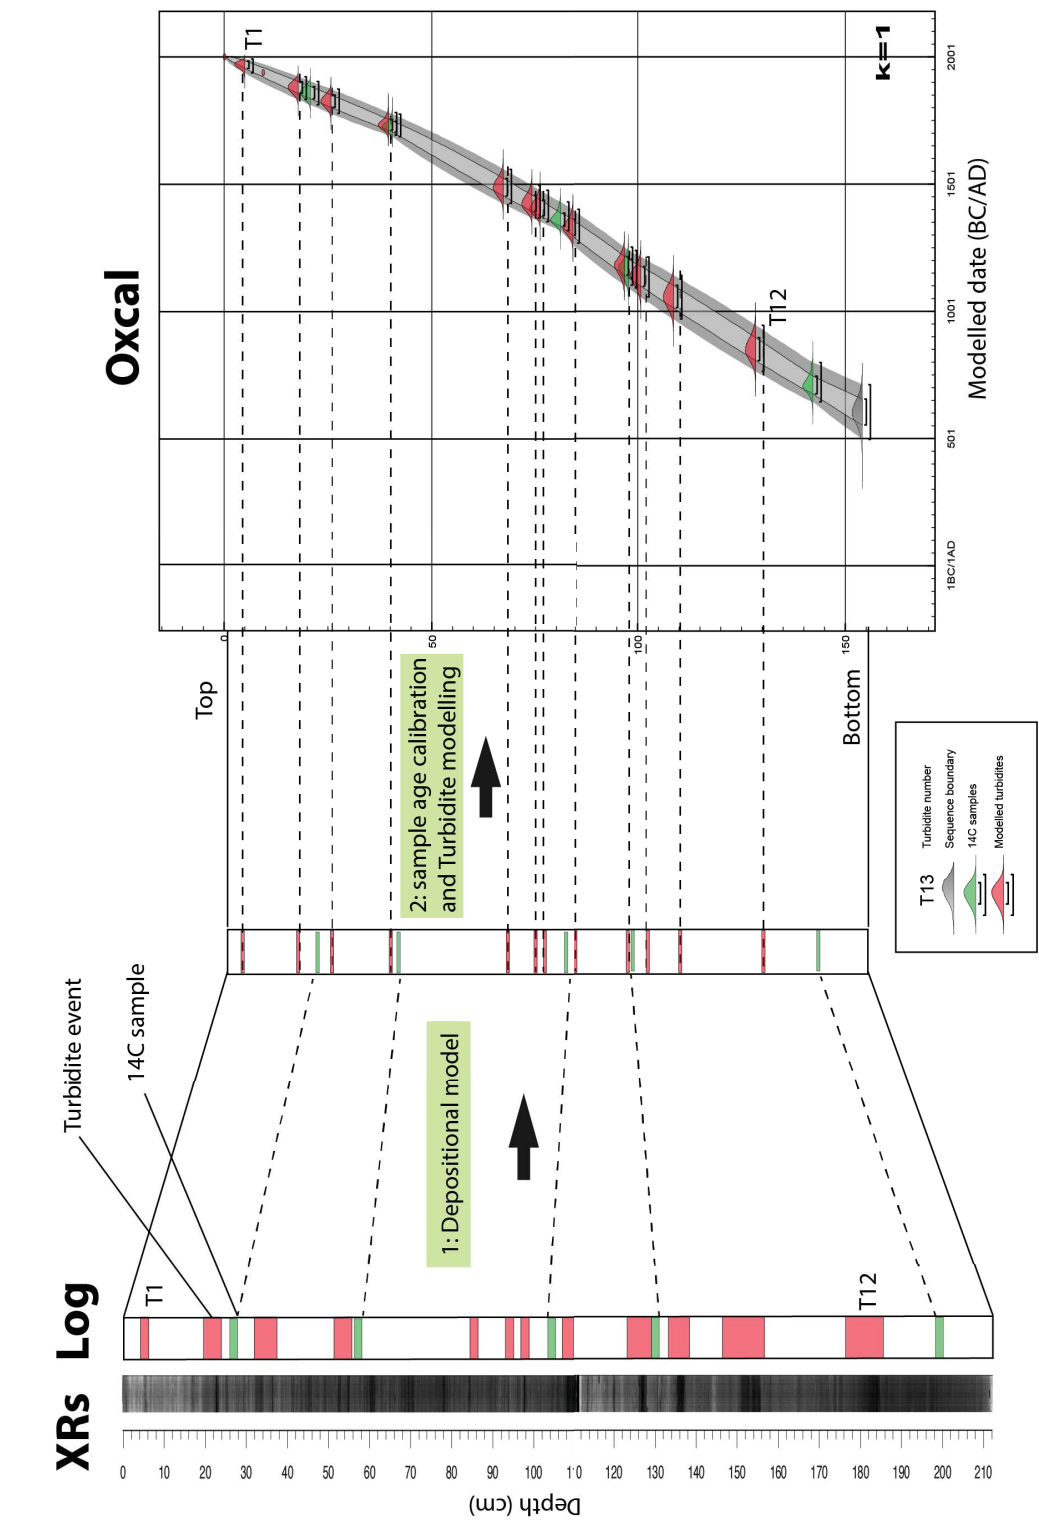 XRs
Log
Oxcal
Turbidite event
14C sample
T1
T12
1: Depositional model
2: sample age calibration
and Turbidite modelling
Top
Bottom
0
10
20
30
40
50
60
70
80
90
100
1'0
120
130
140
150
160
170
180
190
200
210
Depth (cm)
0
50
100
150
T1
T12
k=1
1BC/1AD
501
1001
1501
2001
Modelled date (BC/AD)
T13 Turbidite number
Sequence boundary
14C samples
Modelled turbidites